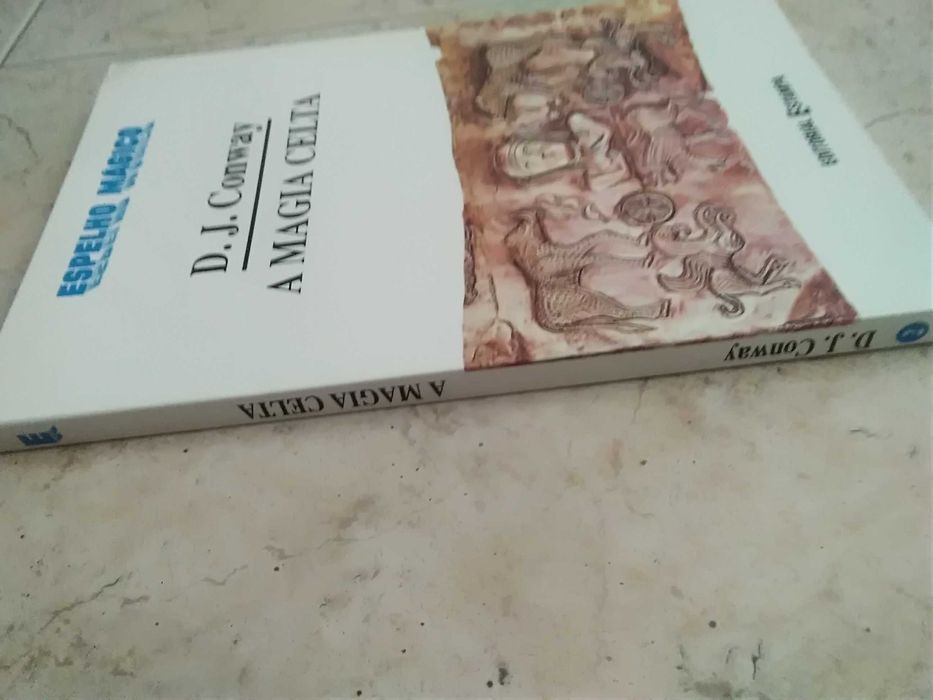 ESPELHO MÁGICO
D. J. Conway
A MAGIA CELTA
EDITORIAL ESTAMPA
D. J. Conway
A MAGIA CELTA
E.